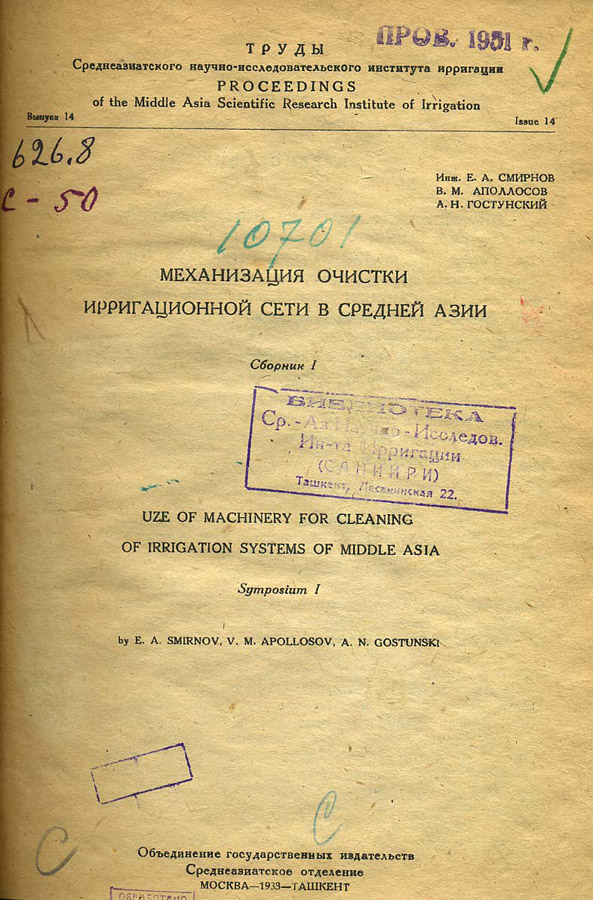 ПРОВ. 1951 г.
ТРУДЫ
Среднеазиатского научно-исследовательского института ирригации
PROCEEDINGS
of the Middle Asia Scientific Research Institute of Irrigation
Выпуск 14
Issue 14
626.8
С - 50
Инж. Е. А. СМИРНОВ
В. М. АПОЛЛОСОВ
А. Н. ГОСТУНСКИЙ
10701
МЕХАНИЗАЦИЯ ОЧИСТКИ
ИРРИГАЦИОННОЙ СЕТИ В СРЕДНЕЙ АЗИИ
Сборник I
БИБЛИОТЕКА
Ср.-Аз Научно-Исследов.
Ин-та Ирригации
(САНИИРИ)
Ташкент, 22.
UZE OF MACHINERY FOR CLEANING
OF IRRIGATION SYSTEMS OF MIDDLE ASIA
Symposium I
by E. A. SMIRNOV, V. M. APOLLOSOV, A. N. GOSTUNSKI
С
С
Объединение государственных издательств
Среднеазиатское отделение
МОСКВА—1933—ТАШКЕНТ
ОБРАБОТАНО